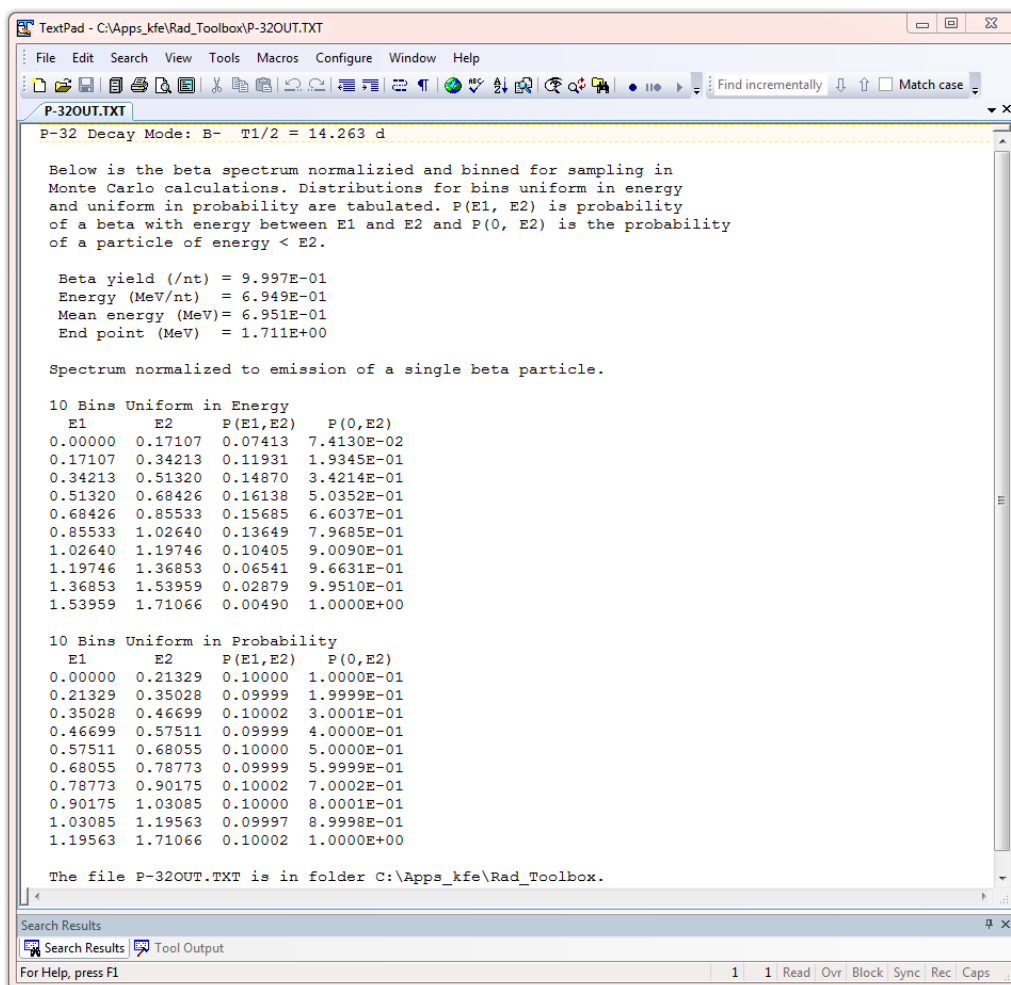 TextPad - C:\Apps_kfe\Rad_Toolbox\P-32OUT.TXT
File Edit Search View Tools Macros Configure Window Help
Find incrementally Match case
P-32OUT.TXT
P-32 Decay Mode: B- T1/2 = 14.263 d
Below is the beta spectrum normalizied and binned for sampling in
Monte Carlo calculations. Distributions for bins uniform in energy
and uniform in probability are tabulated. P(E1, E2) is probability
of a beta with energy between E1 and E2 and P(0, E2) is the probability
of a particle of energy < E2.
Beta yield (/nt) = 9.997E-01
Energy (MeV/nt) = 6.949E-01
Mean energy (MeV)= 6.951E-01
End point (MeV) = 1.711E+00
Spectrum normalized to emission of a single beta particle.
10 Bins Uniform in Energy
E1 E2 P(E1,E2) P(0,E2)
0.00000 0.17107 0.07413 7.4130E-02
0.17107 0.34213 0.11931 1.9345E-01
0.34213 0.51320 0.14870 3.4214E-01
0.51320 0.68426 0.16138 5.0352E-01
0.68426 0.85533 0.15685 6.6037E-01
0.85533 1.02640 0.13649 7.9685E-01
1.02640 1.19746 0.10405 9.0090E-01
1.19746 1.36853 0.06541 9.6631E-01
1.36853 1.53959 0.02879 9.9510E-01
1.53959 1.71066 0.00490 1.0000E+00
10 Bins Uniform in Probability
E1 E2 P(E1,E2) P(0,E2)
0.00000 0.21329 0.10000 1.0000E-01
0.21329 0.35028 0.09999 1.9999E-01
0.35028 0.46699 0.10002 3.0001E-01
0.46699 0.57511 0.09999 4.0000E-01
0.57511 0.68055 0.10000 5.0000E-01
0.68055 0.78773 0.09999 5.9999E-01
0.78773 0.90175 0.10002 7.0002E-01
0.90175 1.03085 0.10000 8.0001E-01
1.03085 1.19563 0.09997 8.9998E-01
1.19563 1.71066 0.10002 1.0000E+00
The file P-32OUT.TXT is in folder C:\Apps_kfe\Rad_Toolbox.
Search Results
Search Results Tool Output
For Help, press F1 1 1 Read Ovr Block Sync Rec Caps